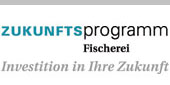 ZUKUNFTSprogramm
Fischerei
Investition in Ihre Zukunft